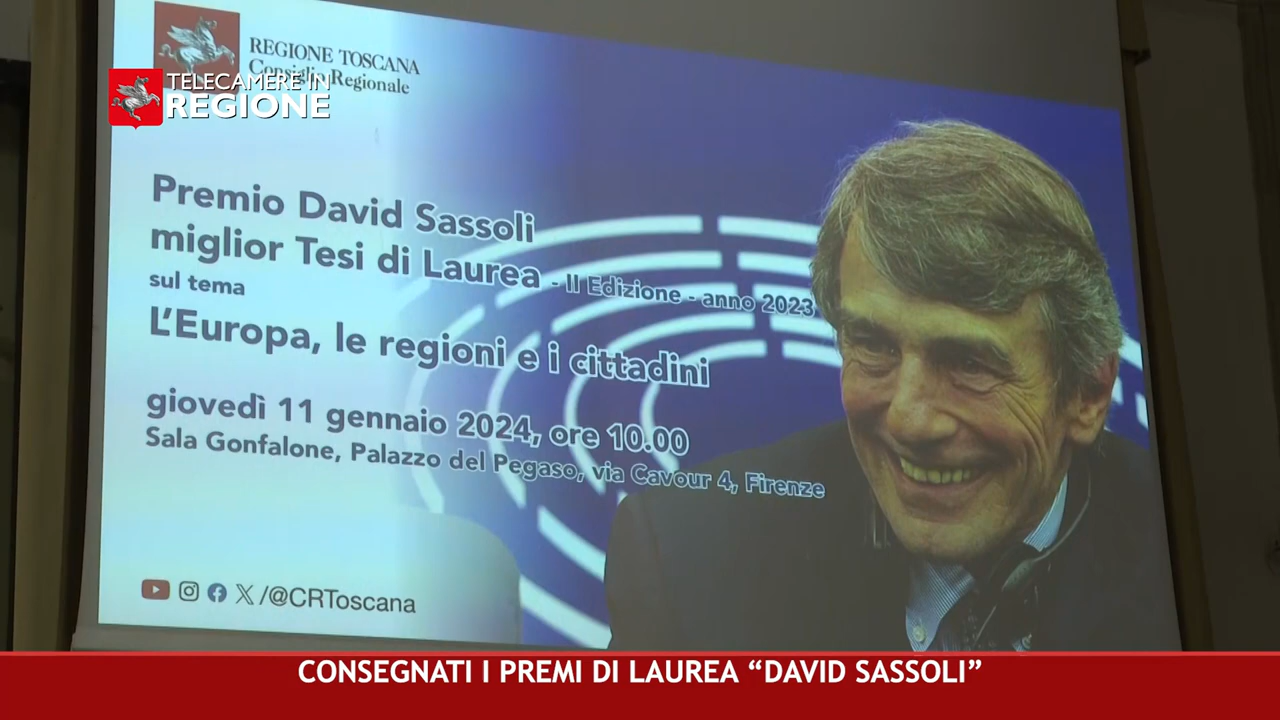 REGIONE TOSCANA
Consiglio Regionale
TELECAMERE IN
REGIONE
Premio David Sassoli
miglior Tesi di Laurea - II Edizione - anno 2023
sul tema
L'Europa, le regioni e i cittadini
giovedì 11 gennaio 2024, ore 10.00
Sala Gonfalone, Palazzo del Pegaso, via Cavour 4, Firenze
/@CRToscana
CONSEGNATI I PREMI DI LAUREA “DAVID SASSOLI”